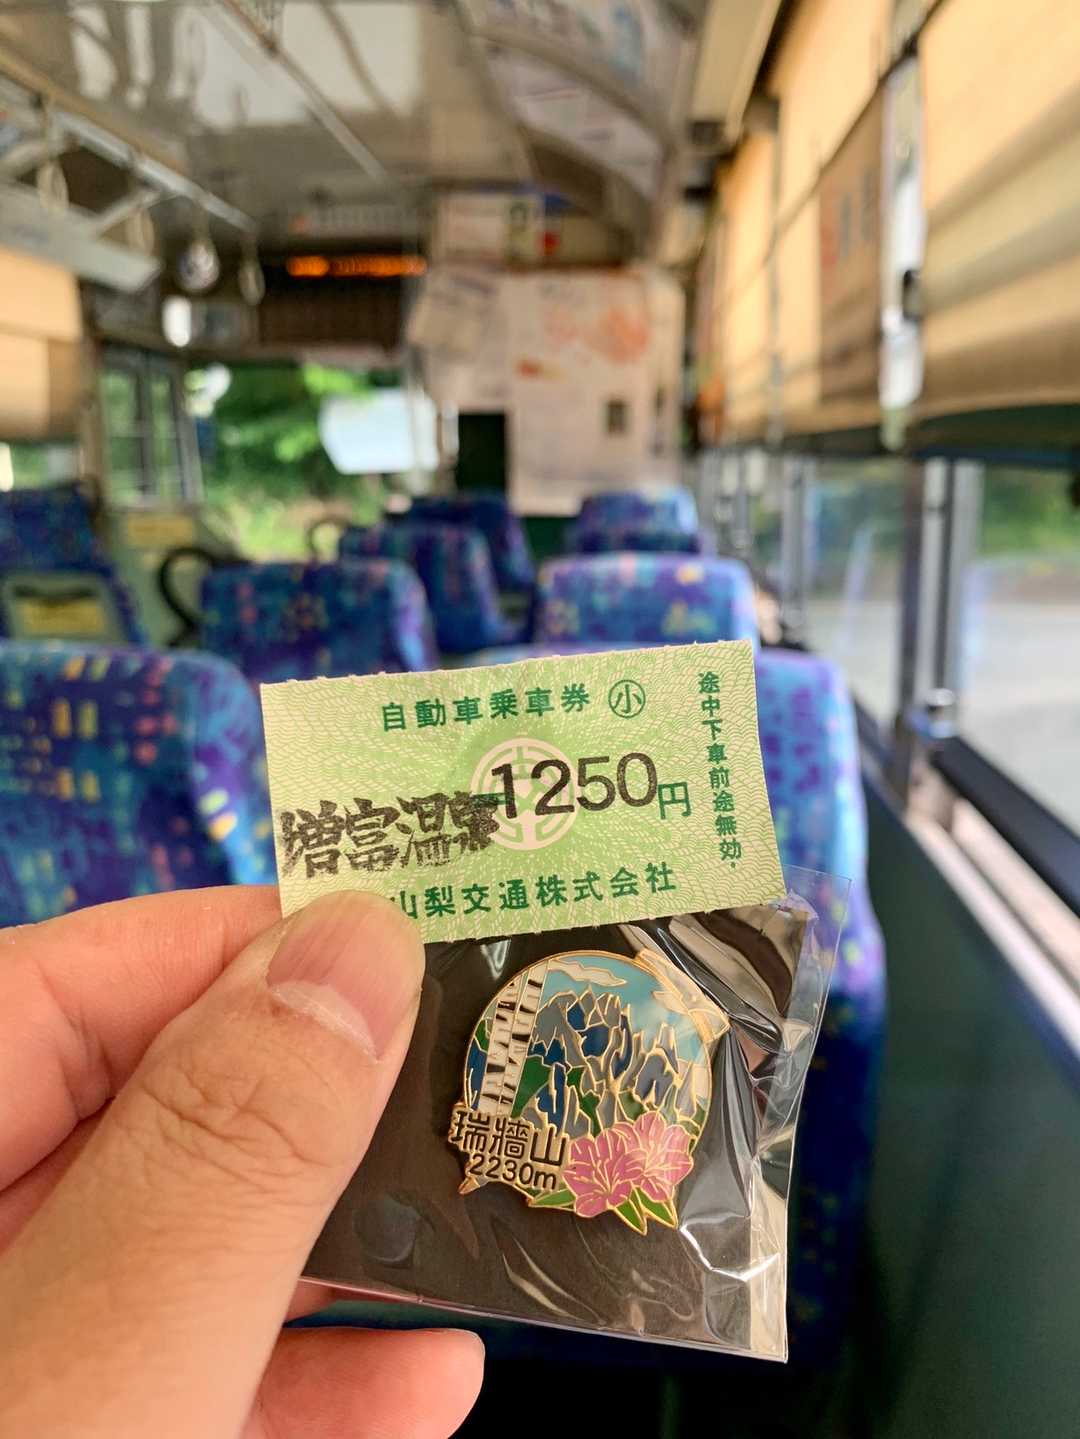 自動車乗車券 小
1250円
増富温泉
山梨交通株式会社
途中下車前途無効・
瑞牆山
2230m